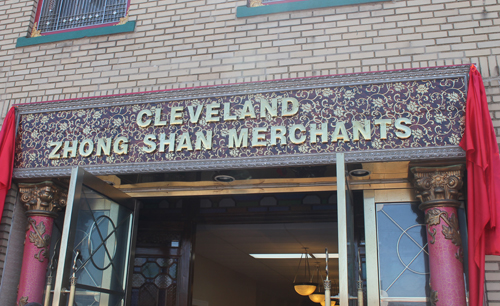 CLEVELAND
ZHONG SHAN MERCHANTS